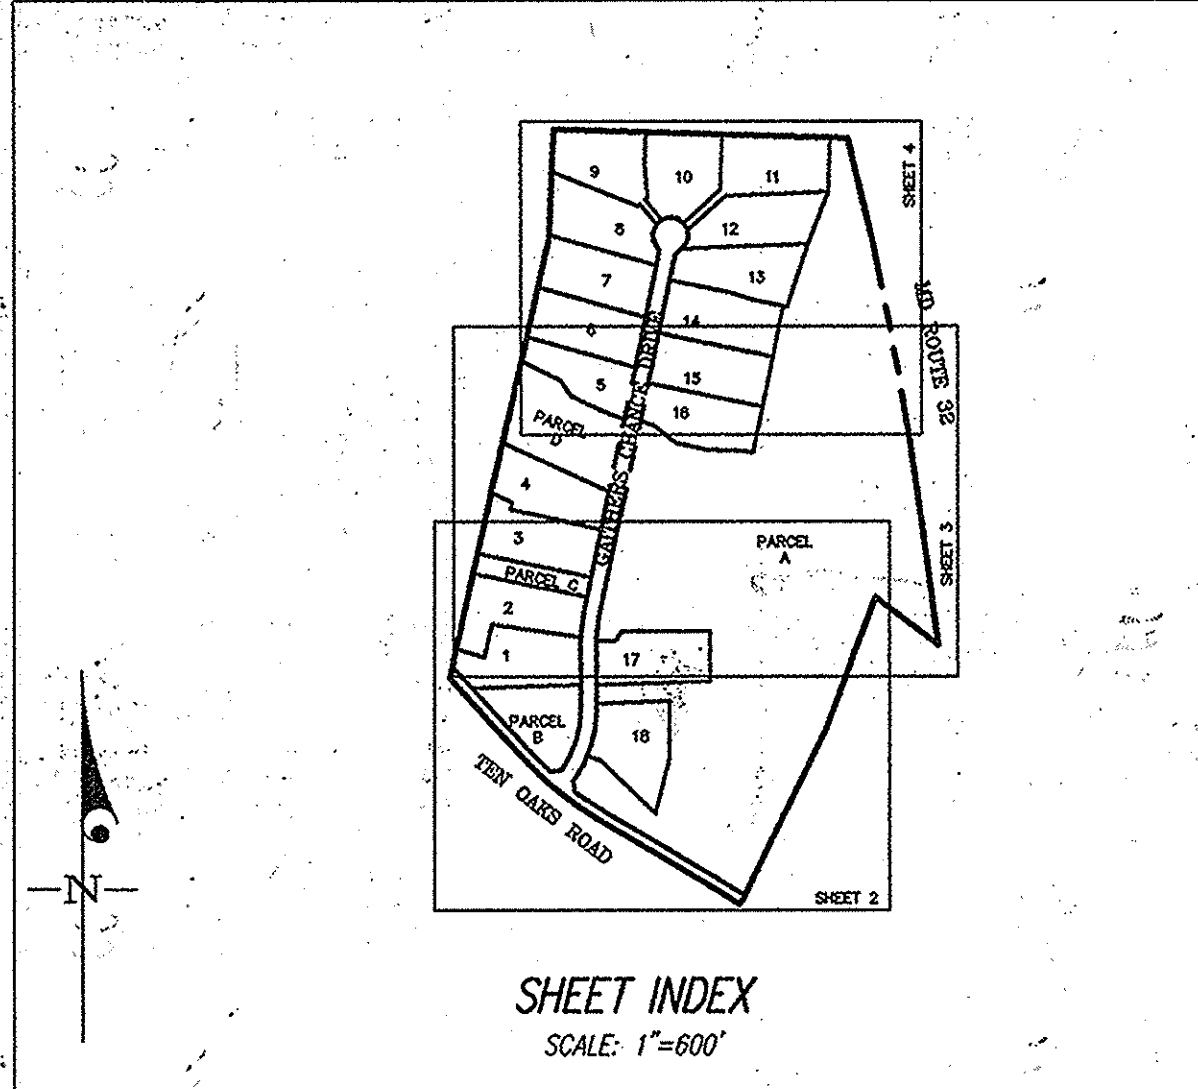 SHEET 4
9
10
11
8
12
7
13
MD ROUTE 32
6
14
5
15
16
PARCEL
D
GAITHERS CHANCE DRIVE
4
3
PARCEL
A
SHEET 3
PARCEL C
2
1
17
PARCEL
B
18
TEN OAKS ROAD
SHEET 2
N
SHEET INDEX
SCALE: 1"=600'